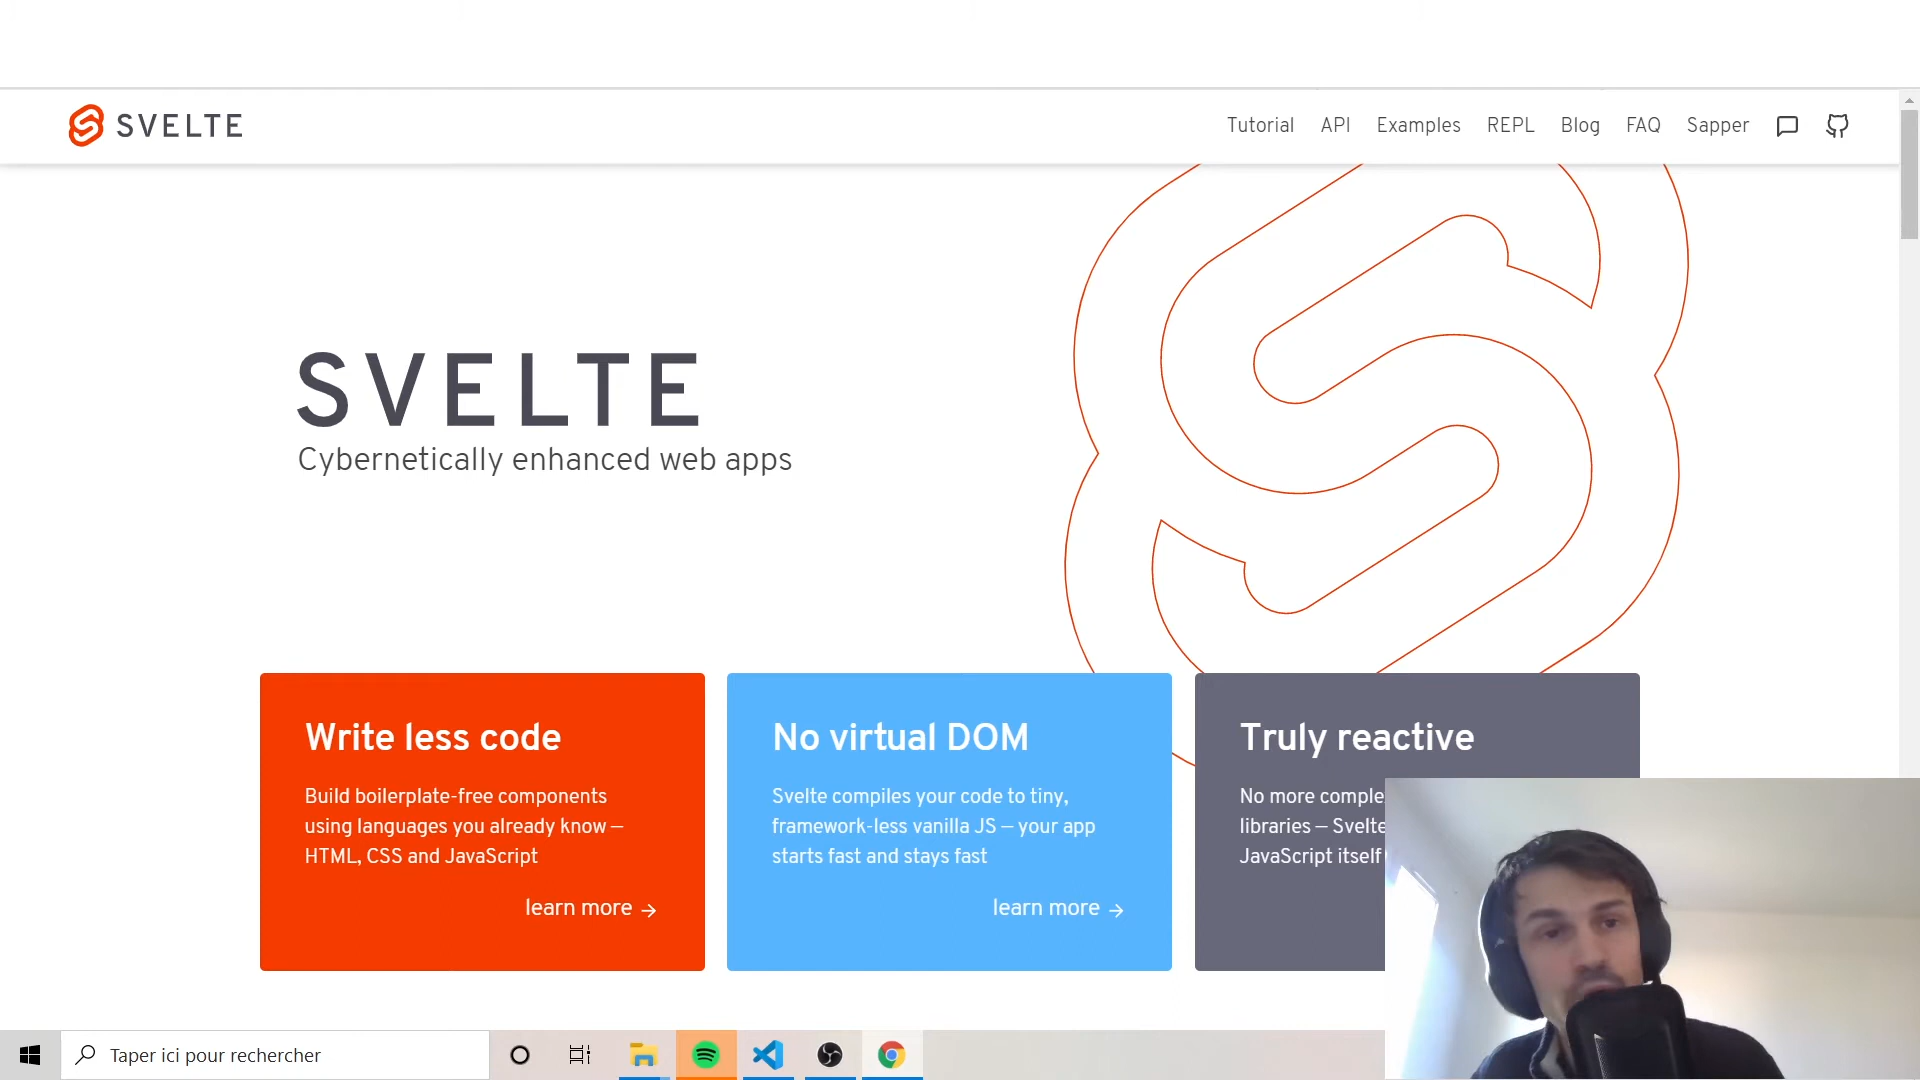 SVELTE
Tutorial API Examples REPL Blog FAQ Sapper
SVELTE
Cybernetically enhanced web apps
Write less code
Build boilerplate-free components
using languages you already know —
HTML, CSS and JavaScript
learn more →
No virtual DOM
Svelte compiles your code to tiny,
framework-less vanilla JS — your app
starts fast and stays fast
learn more →
Truly reactive
No more comple
libraries — Svelte
JavaScript itself
Taper ici pour rechercher